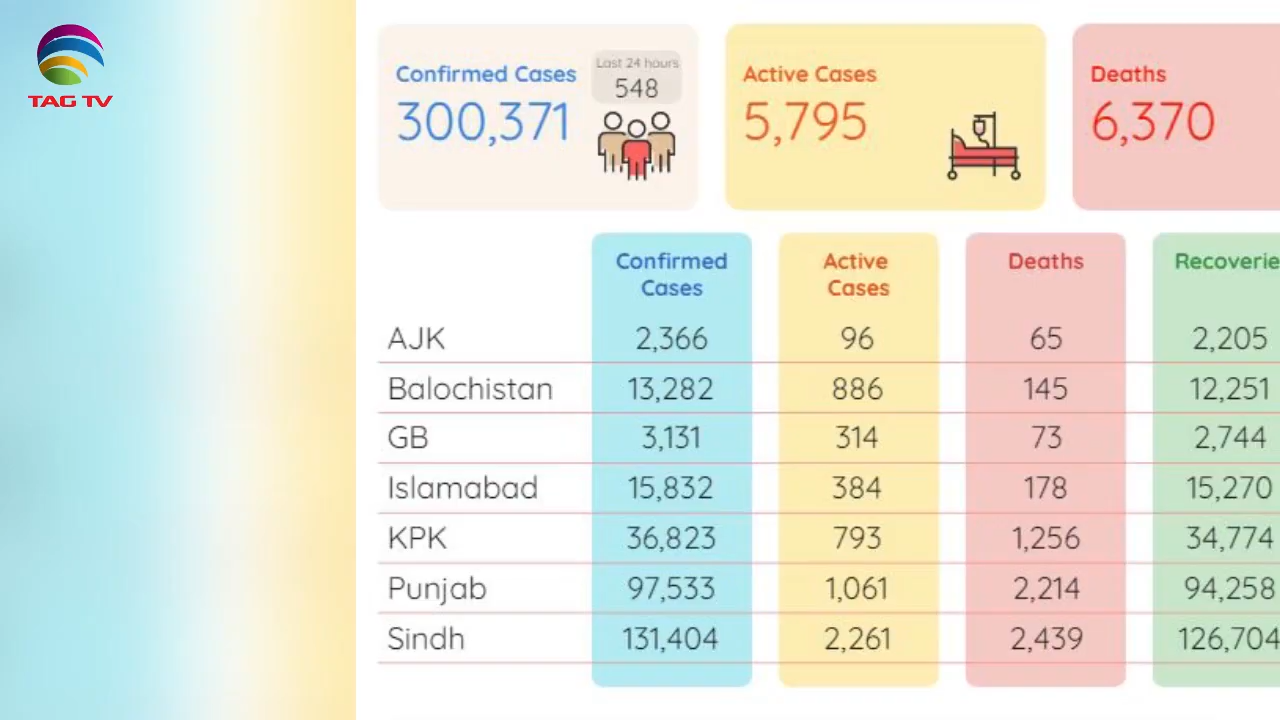 TAG TV
Confirmed Cases
300,371
Last 24 hours
548
Active Cases
5,795
Deaths
6,370
Confirmed Cases Active Cases Deaths Recoverie
AJK 2,366 96 65 2,205
Balochistan 13,282 886 145 12,251
GB 3,131 314 73 2,744
Islamabad 15,832 384 178 15,270
KPK 36,823 793 1,256 34,774
Punjab 97,533 1,061 2,214 94,258
Sindh 131,404 2,261 2,439 126,704